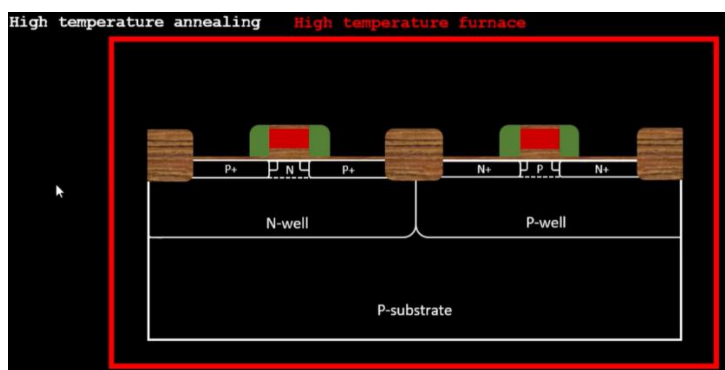 High temperature annealing High temperature furnace
P+ N P+ N+ P N+
N-well P-well
P-substrate